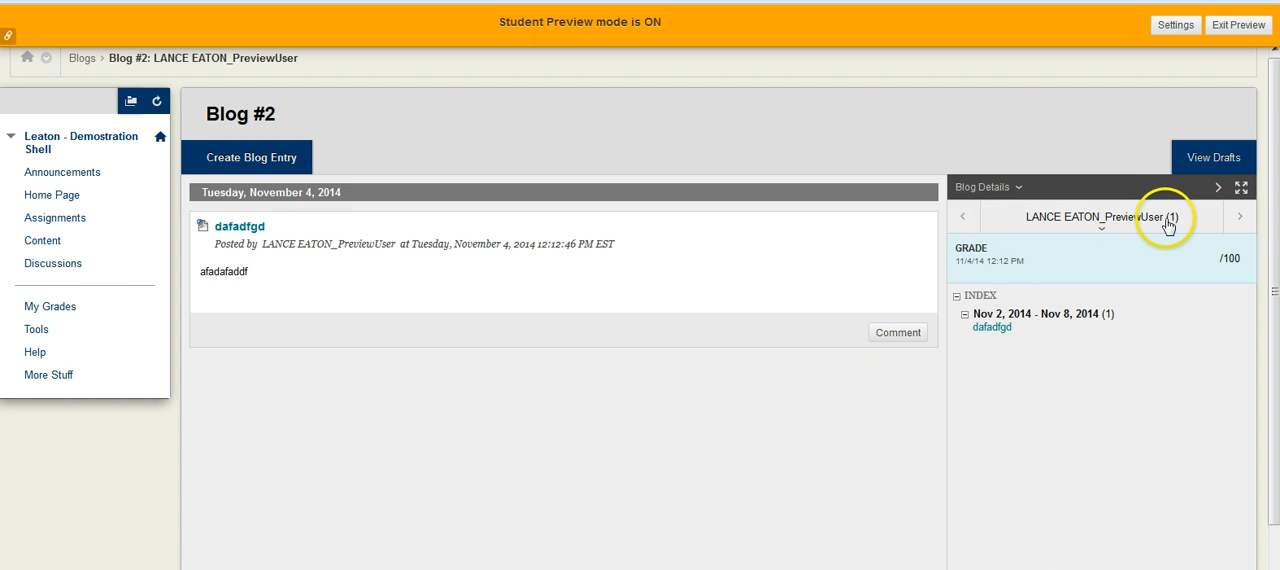 Student Preview mode is ON
Settings
Exit Preview
Blogs > Blog #2: LANCE EATON_PreviewUser
Leaton - Demostration
Shell
Announcements
Home Page
Assignments
Content
Discussions
My Grades
Tools
Help
More Stuff
Blog #2
Create Blog Entry
View Drafts
Tuesday, November 4, 2014
dafadfgd
Posted by LANCE EATON_PreviewUser at Tuesday, November 4, 2014 12:12:46 PM EST
afadafaddf
Comment
Blog Details
LANCE EATON_PreviewUser (1)
GRADE
11/4/14 12:12 PM
/100
INDEX
Nov 2, 2014 - Nov 8, 2014 (1)
dafadfgd